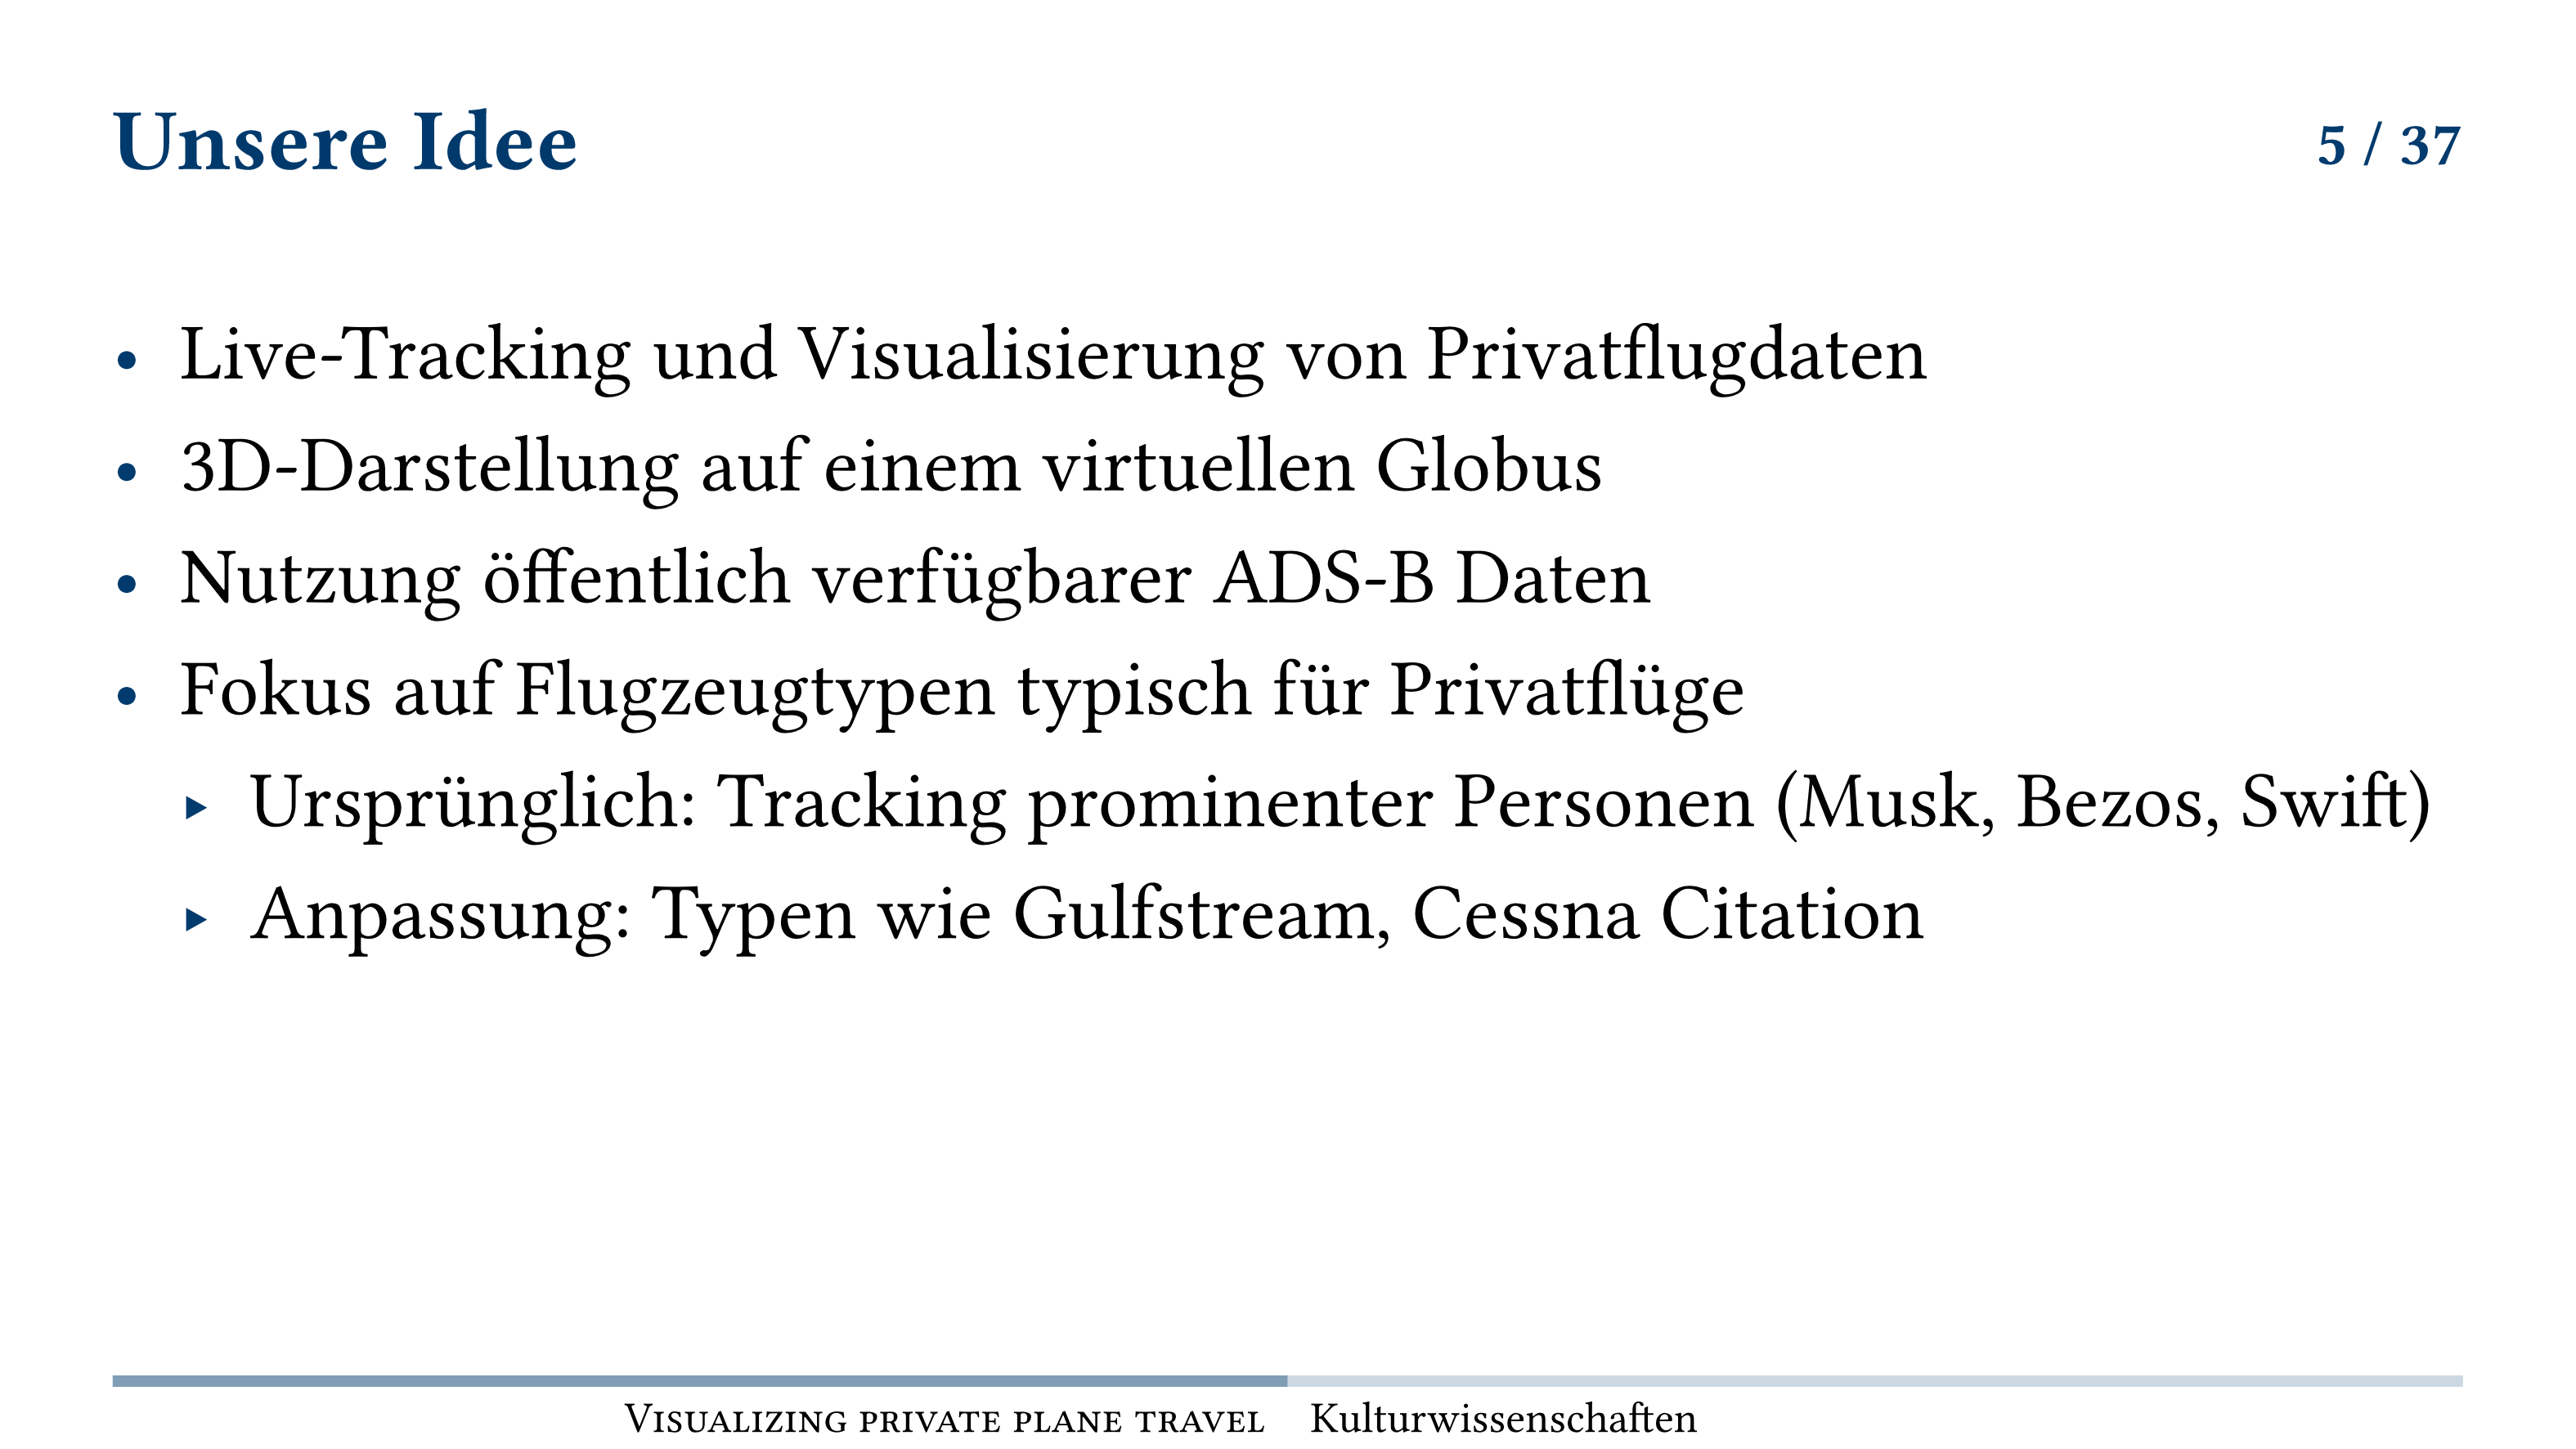 Unsere Idee
5 / 37
• Live-Tracking und Visualisierung von Privatflugdaten
• 3D-Darstellung auf einem virtuellen Globus
• Nutzung öffentlich verfügbarer ADS-B Daten
• Fokus auf Flugzeugtypen typisch für Privatflüge
▸ Ursprünglich: Tracking prominenter Personen (Musk, Bezos, Swift)
▸ Anpassung: Typen wie Gulfstream, Cessna Citation
Visualizing private plane travel Kulturwissenschaften